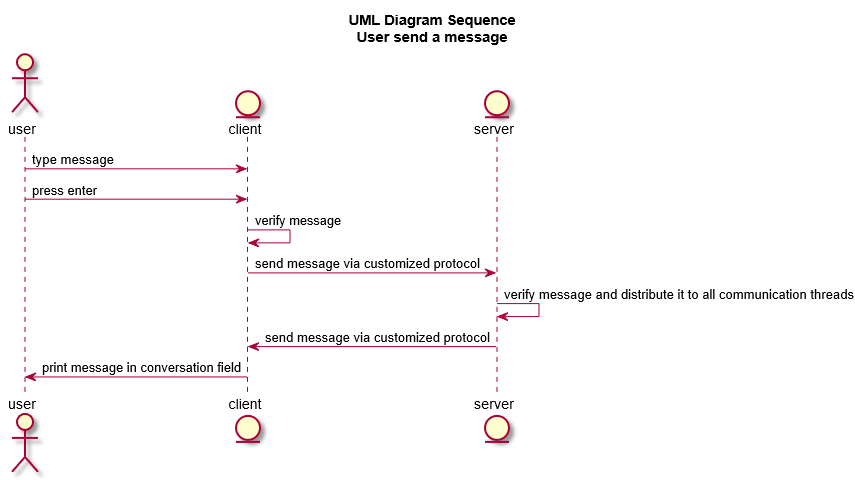 UML Diagram Sequence
User send a message
user
client
server
type message
press enter
verify message
send message via customized protocol
verify message and distribute it to all communication threads
send message via customized protocol
print message in conversation field
user
client
server